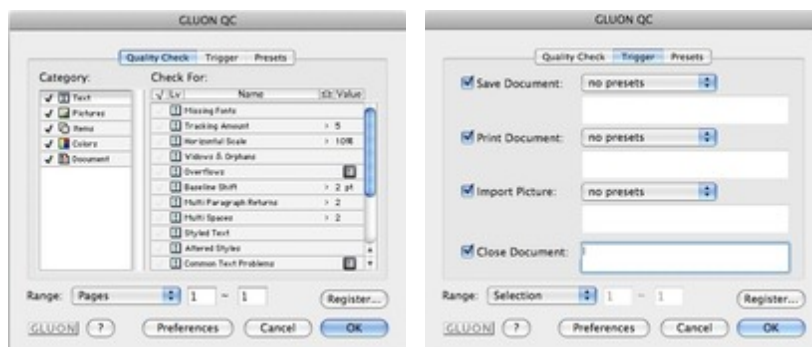 GLUON QC
Quality Check Trigger Presets
Category: Check For:
Lv Name Value
Text
Pictures
Items
Colors
Document
Missing Fonts
Tracking Amount > 5
Horizontal Scale > 10%
Widows & Orphans
Overflows
Baseline Shift > 2 pt
Multi Paragraph Returns > 2
Multi Spaces > 2
Styled Text
Altered Styles
Common Text Problems
Range: Pages 1 ~ 1 Register...
GLUON ? Preferences Cancel OK
GLUON QC
Quality Check Trigger Presets
Save Document: no presets
Print Document: no presets
Import Picture: no presets
Close Document:
Range: Selection 1 ~ 1 Register...
GLUON ? Preferences Cancel OK